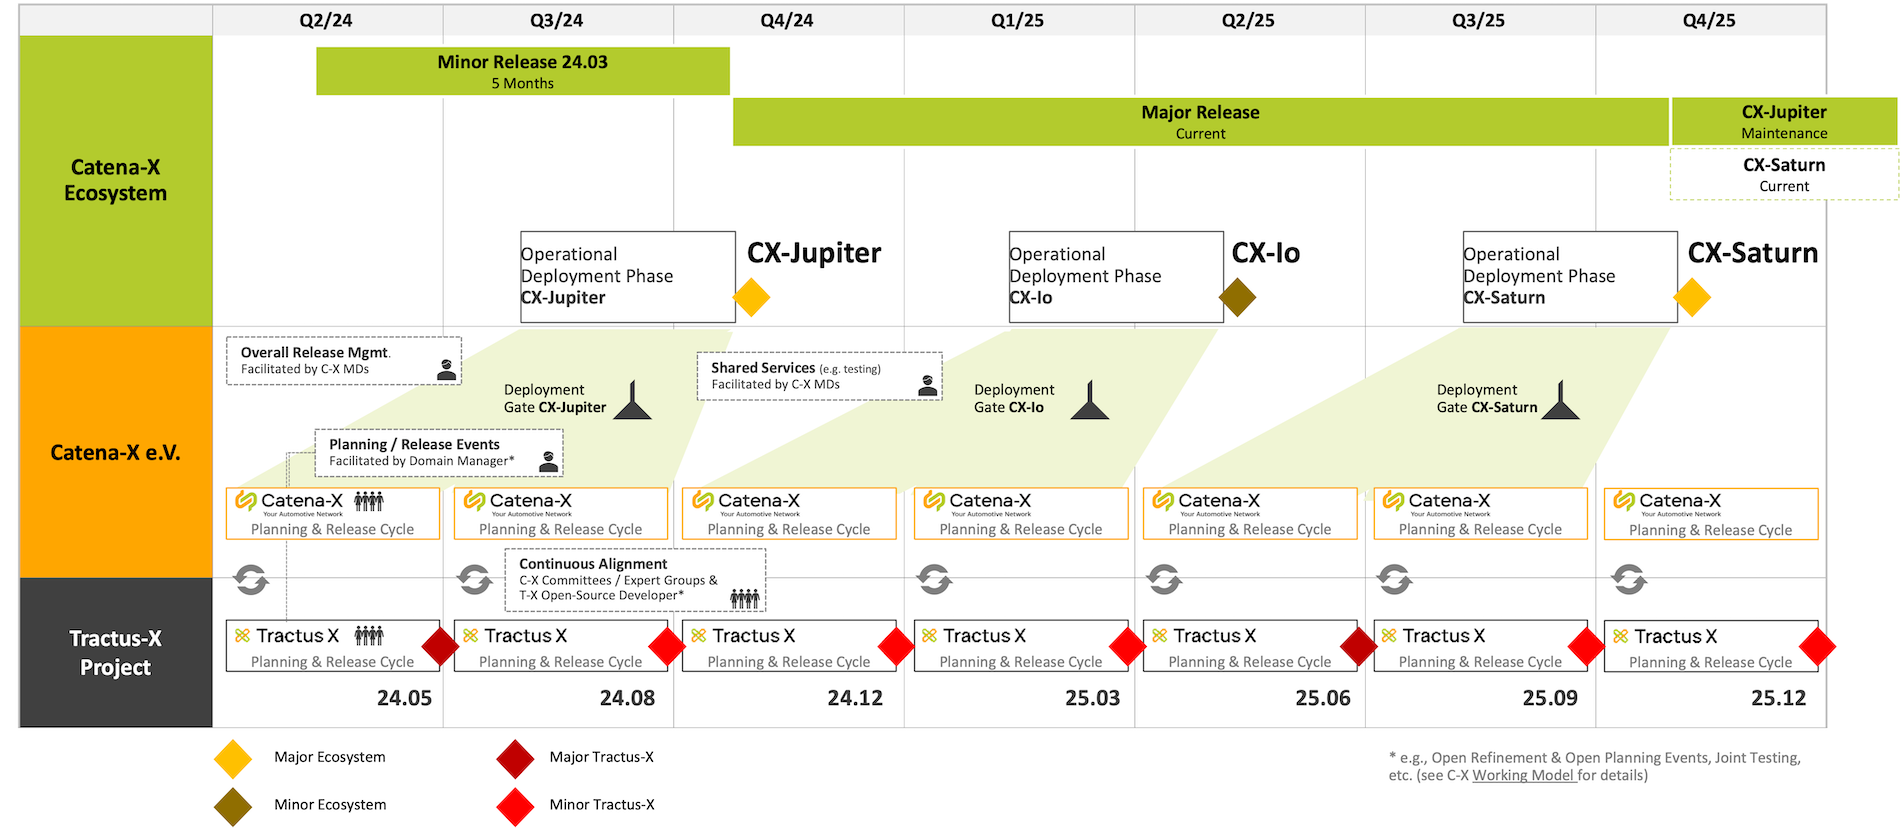 Q2/24
Q3/24
Q4/24
Q1/25
Q2/25
Q3/25
Q4/25
Catena-X
Ecosystem
Minor Release 24.03
5 Months
Major Release
Current
CX-Jupiter
Maintenance
CX-Saturn
Current
Operational
Deployment Phase
CX-Jupiter
CX-Jupiter
Operational
Deployment Phase
CX-Io
CX-Io
Operational
Deployment Phase
CX-Saturn
CX-Saturn
Catena-X e.V.
Overall Release Mgmt.
Facilitated by C-X MDs
Deployment
Gate CX-Jupiter
Shared Services (e.g. testing)
Facilitated by C-X MDs
Deployment
Gate CX-Io
Deployment
Gate CX-Saturn
Planning / Release Events
Facilitated by Domain Manager*
Catena-X
Your Automotive Network
Planning & Release Cycle
Catena-X
Your Automotive Network
Planning & Release Cycle
Catena-X
Your Automotive Network
Planning & Release Cycle
Catena-X
Your Automotive Network
Planning & Release Cycle
Catena-X
Your Automotive Network
Planning & Release Cycle
Catena-X
Your Automotive Network
Planning & Release Cycle
Catena-X
Your Automotive Network
Planning & Release Cycle
Continuous Alignment
C-X Committees / Expert Groups &
T-X Open-Source Developer*
Tractus-X
Project
Tractus X
Planning & Release Cycle
Tractus X
Planning & Release Cycle
Tractus X
Planning & Release Cycle
Tractus X
Planning & Release Cycle
Tractus X
Planning & Release Cycle
Tractus X
Planning & Release Cycle
Tractus X
Planning & Release Cycle
24.05
24.08
24.12
25.03
25.06
25.09
25.12
Major Ecosystem
Major Tractus-X
Minor Ecosystem
Minor Tractus-X
* e.g., Open Refinement & Open Planning Events, Joint Testing,
etc. (see C-X Working Model for details)